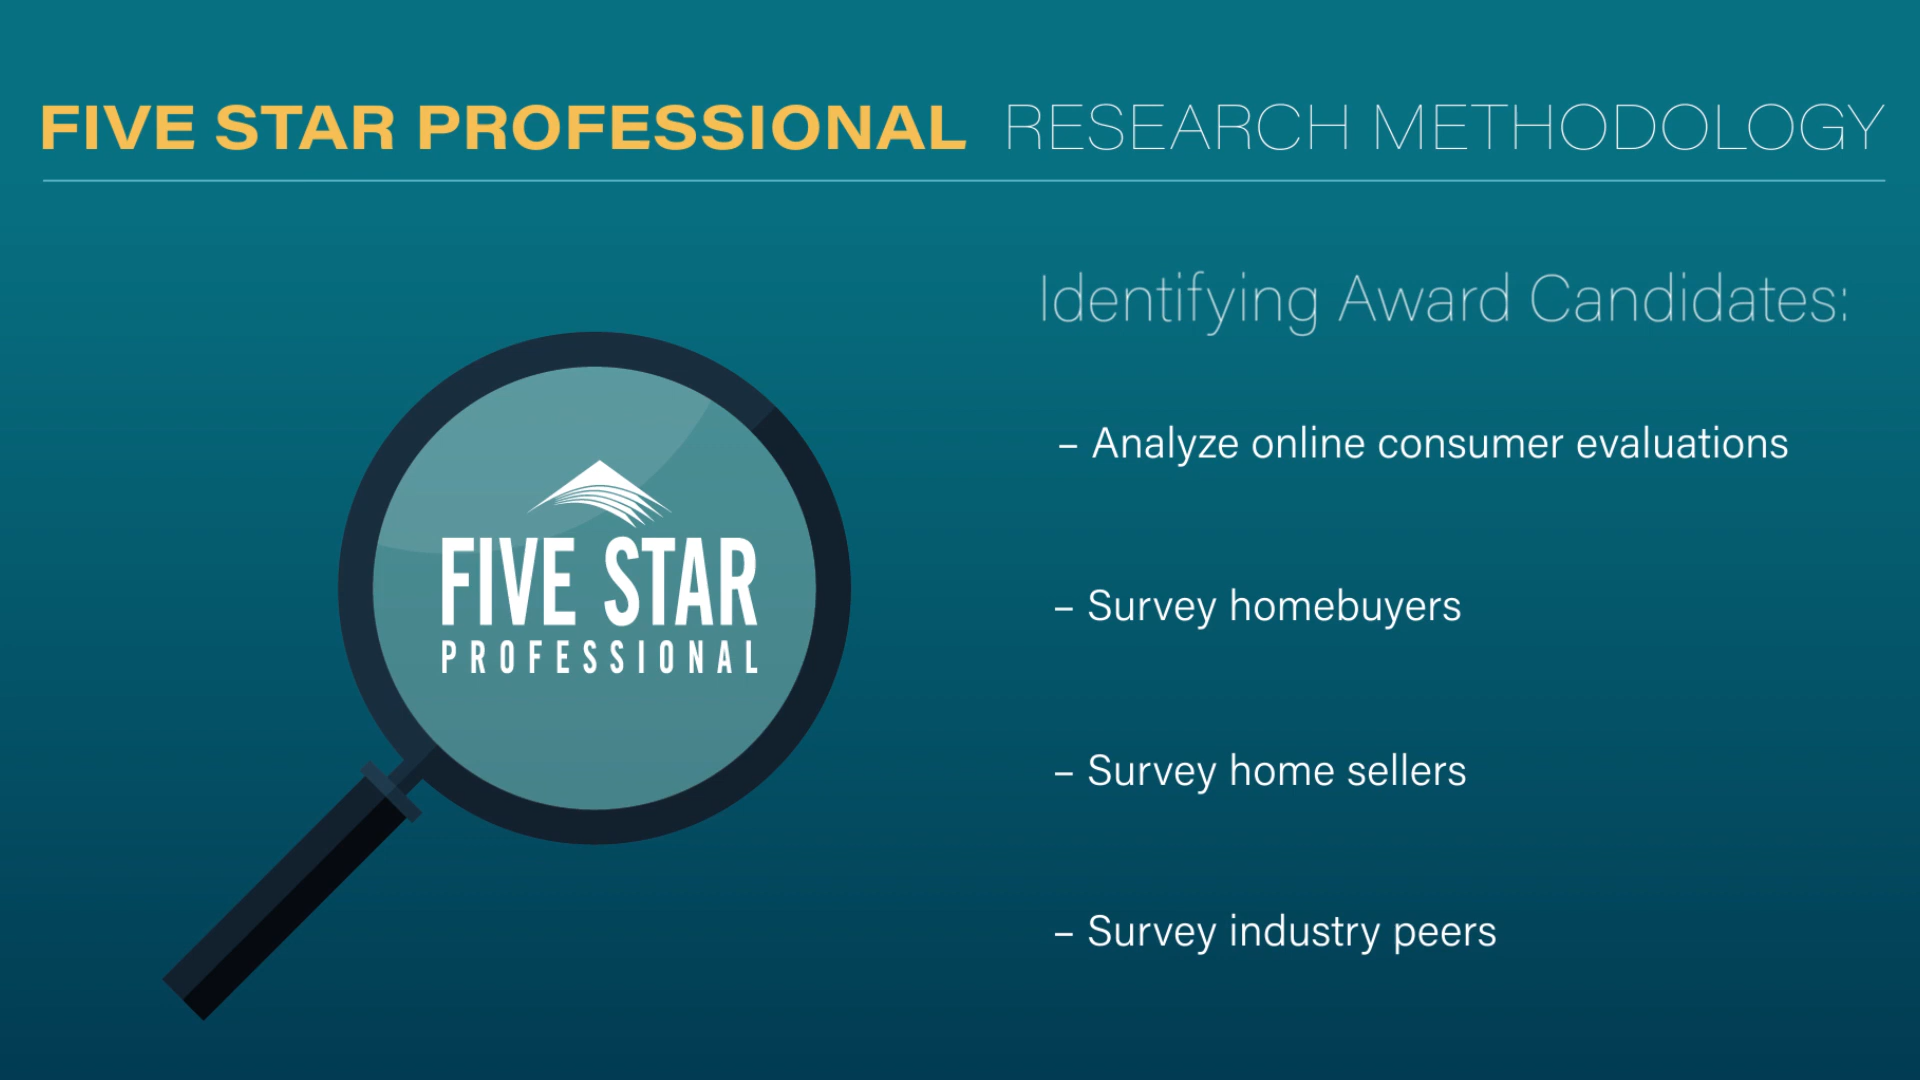 FIVE STAR PROFESSIONAL RESEARCH METHODOLOGY
FIVE STAR
PROFESSIONAL
Identifying Award Candidates:
– Analyze online consumer evaluations
– Survey homebuyers
– Survey home sellers
– Survey industry peers